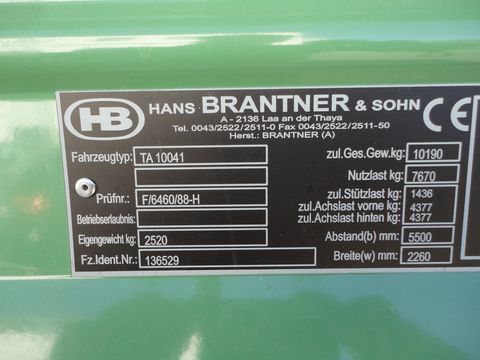 HB HANS BRANTNER & SOHN CE
A - 2136 Laa an der Thaya
Tel. 0043/2522/2511-0 Fax 0043/2522/2511-50
Herst.: BRANTNER (A)
Fahrzeugtyp: TA 10041
Prüfnr.: F/6460/88-H
Betriebserlaubnis:
Eigengewicht kg: 2520
Fz.Ident.Nr.: 136529
zul.Ges.Gew.kg: 10190
Nutzlast kg: 7670
zul.Stützlast kg: 1436
zul.Achslast vorne kg: 4377
zul.Achslast hinten kg: 4377
Abstand(b) mm: 5500
Breite(w) mm: 2260